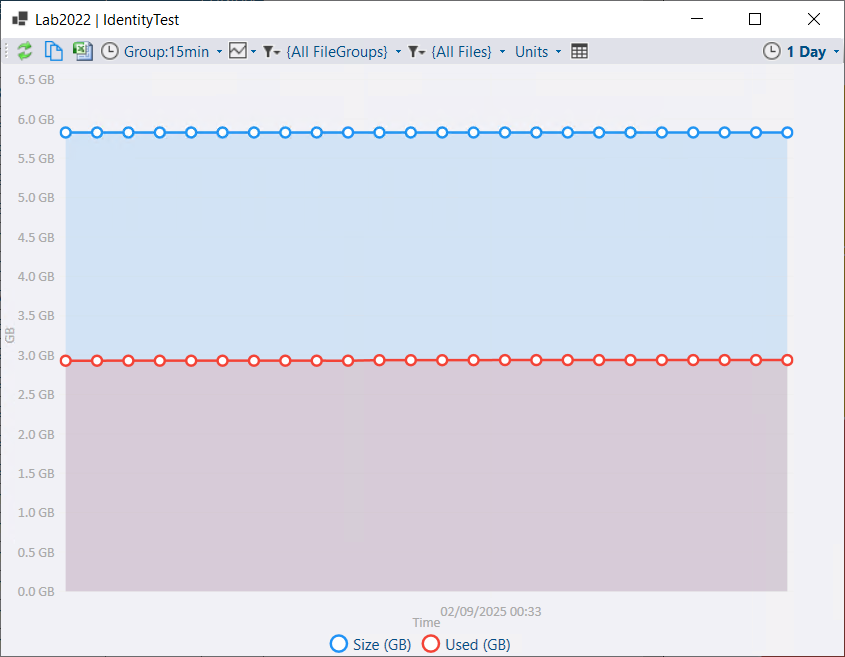 Lab2022 | IdentityTest
Group:15min {All FileGroups} {All Files} Units 1 Day
6.5 GB
6.0 GB
5.5 GB
5.0 GB
4.5 GB
4.0 GB
3.5 GB
GB
3.0 GB
2.5 GB
2.0 GB
1.5 GB
1.0 GB
0.5 GB
0.0 GB
02/09/2025 00:33
Time
Size (GB) Used (GB)